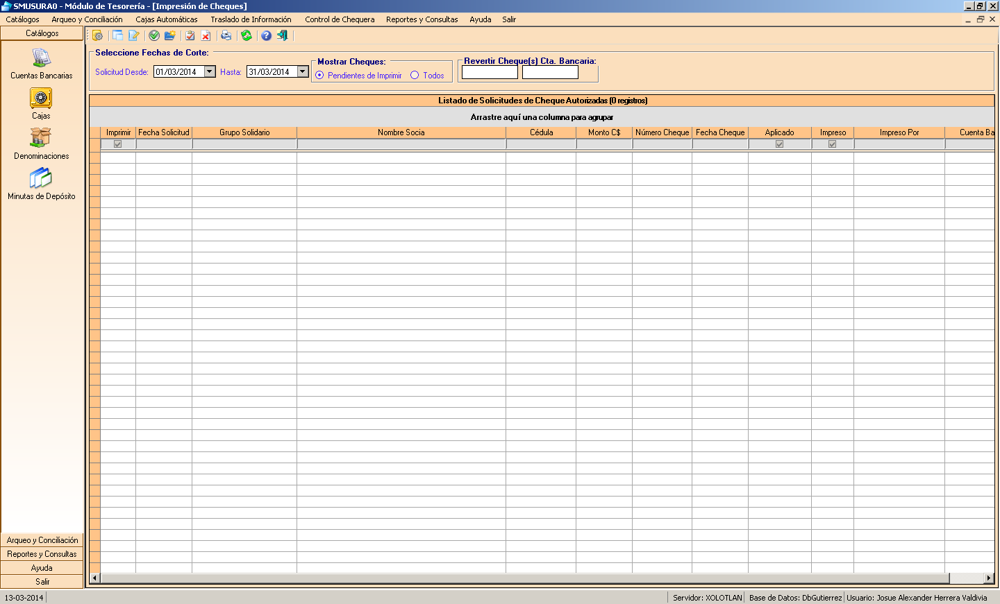 SMUSURA0 - Módulo de Tesorería - [Impresión de Cheques]
Catálogos Arqueo y Conciliación Cajas Automáticas Traslado de Información Control de Chequera Reportes y Consultas Ayuda Salir
Catálogos
Cuentas Bancarias
Cajas
Denominaciones
Minutas de Depósito
Arqueo y Conciliación
Reportes y Consultas
Ayuda
Salir
Seleccione Fechas de Corte:
Solicitud Desde: 01/03/2014 Hasta: 31/03/2014
Mostrar Cheques:
Pendientes de Imprimir Todos
Revertir Cheque(s) Cta. Bancaria:
Listado de Solicitudes de Cheque Autorizadas (0 registros)
Arrastre aquí una columna para agrupar
Imprimir Fecha Solicitud Grupo Solidario Nombre Socia Cédula Monto C$ Número Cheque Fecha Cheque Aplicado Impreso Impreso Por Cuenta Ba
13-03-2014 Servidor: XOLOTLAN Base de Datos: DbGutierrez Usuario: Josue Alexander Herrera Valdivia